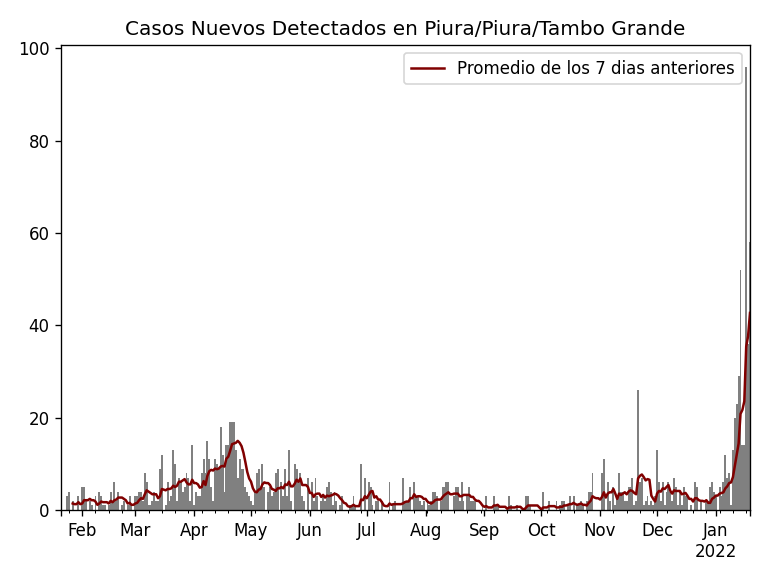 Casos Nuevos Detectados en Piura/Piura/Tambo Grande
Promedio de los 7 dias anteriores
100
80
60
40
20
0
Feb Mar Apr May Jun Jul Aug Sep Oct Nov Dec Jan
2022